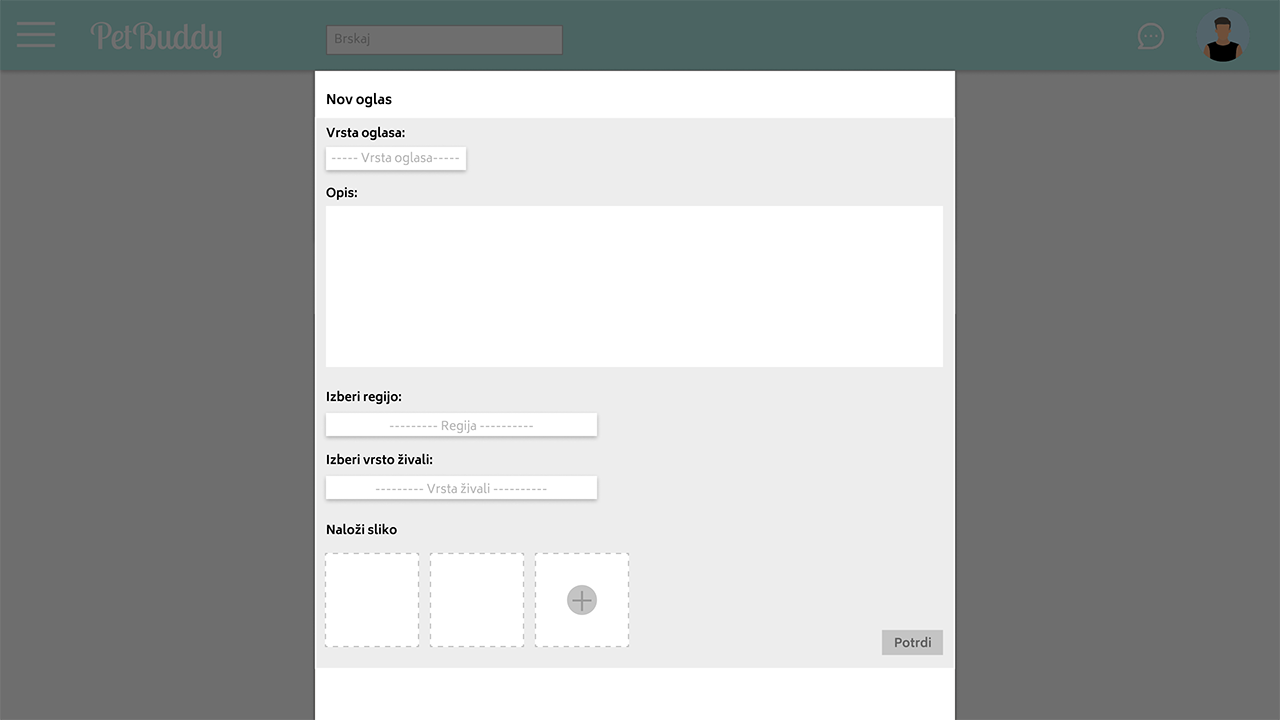 PetBuddy
Brskaj
Nov oglas
Vrsta oglasa:
----- Vrsta oglasa-----
Opis:
Izberi regijo:
--------- Regija ----------
Izberi vrsto živali:
--------- Vrsta živali ----------
Naloži sliko
Potrdi